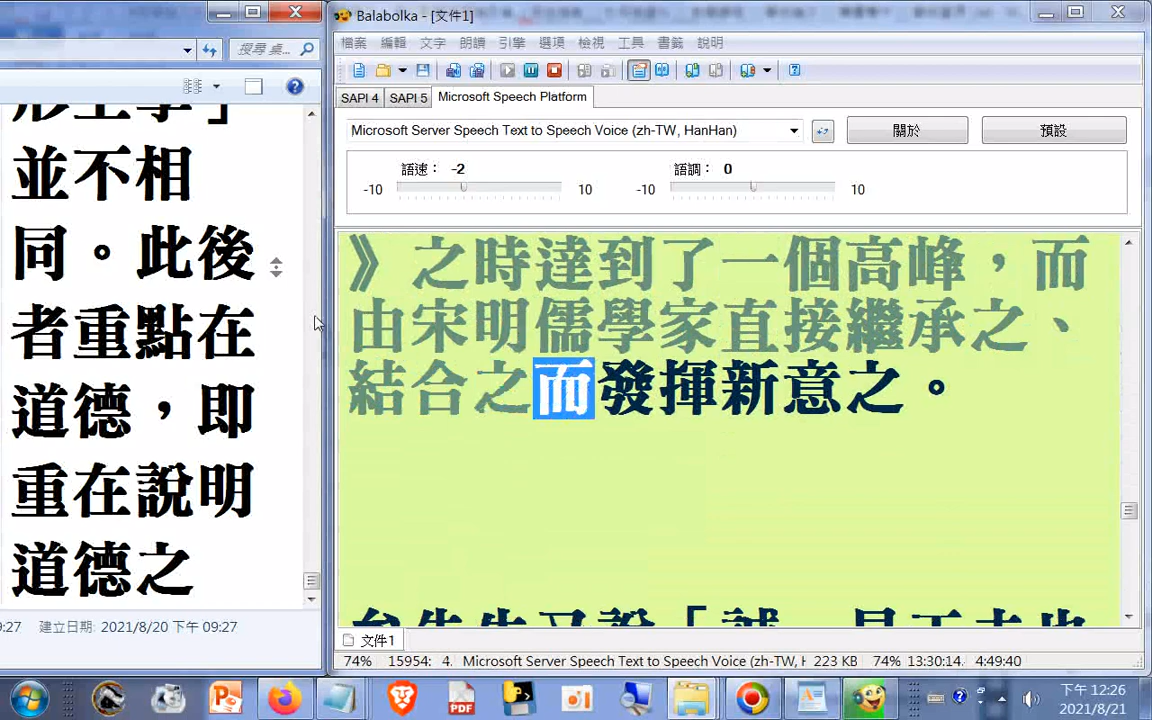 搜尋 桌...
形上學」
並不相
同。此後
者重點在
道德，即
重在說明
道德之
9:27 建立日期: 2021/8/20 下午 09:27
Balabolka - [文件1]
檔案 編輯 文字 朗讀 引擎 選項 檢視 工具 書籤 說明
SAPI 4 SAPI 5 Microsoft Speech Platform
Microsoft Server Speech Text to Speech Voice (zh-TW, HanHan) 關於 預設
語速： -2 語調： 0
-10 10 -10 10
》之時達到了一個高峰，而
由宋明儒學家直接繼承之、
結合之而發揮新意之。
牟先生又說「誠
文件1
74% 15954: 4. Microsoft Server Speech Text to Speech Voice (zh-TW, H 223 KB 74% 13:30:14. 4:49:40
PDF
下午 12:26
2021/8/21